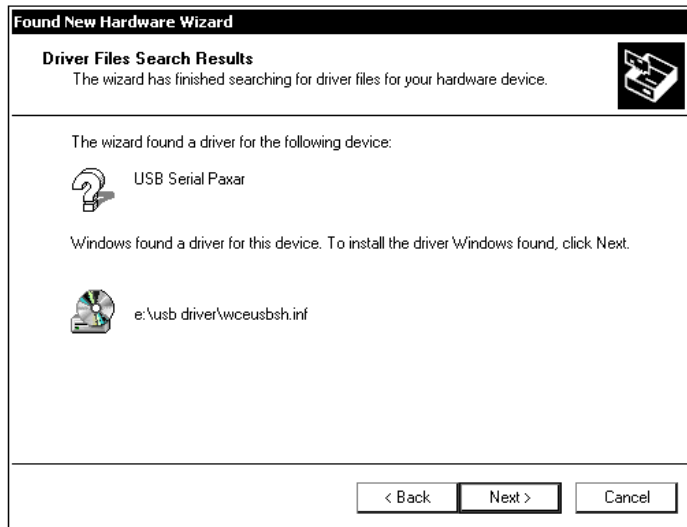 Found New Hardware Wizard
Driver Files Search Results
The wizard has finished searching for driver files for your hardware device.
The wizard found a driver for the following device:
USB Serial Paxar
Windows found a driver for this device. To install the driver Windows found, click Next.
e:\usb driver\wceusbsh.inf
< Back
Next >
Cancel